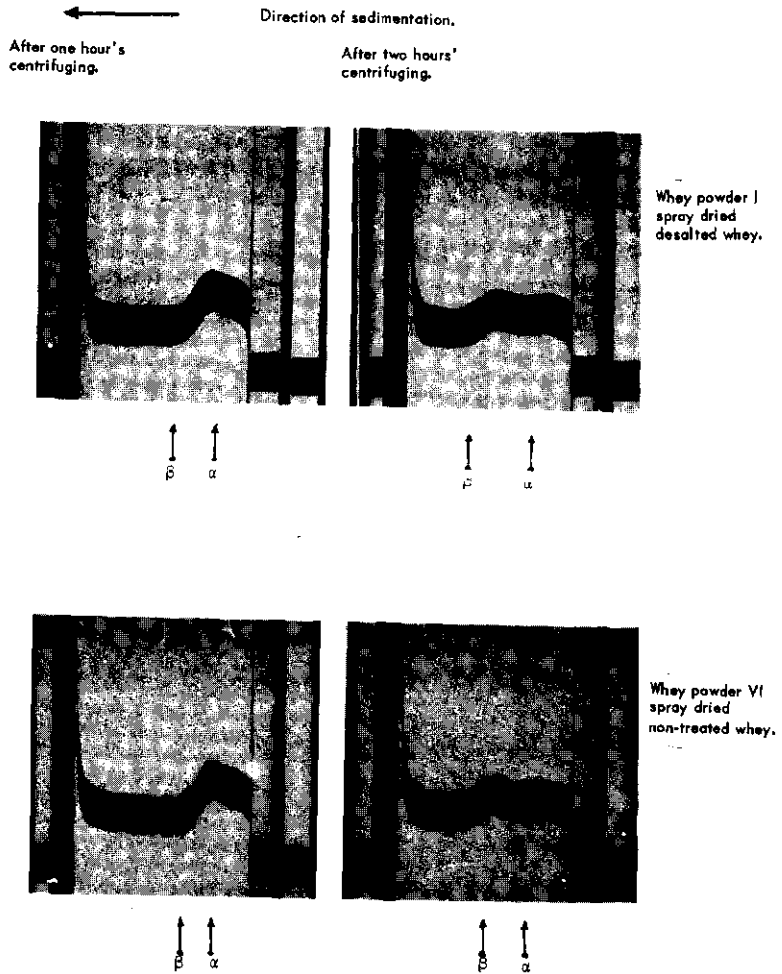 Direction of sedimentation.
After one hour's
centrifuging.
After two hours'
centrifuging.
Whey powder I
spray dried
desalted whey.
β α
β α
Whey powder VI
spray dried
non-treated whey.
β α
β α